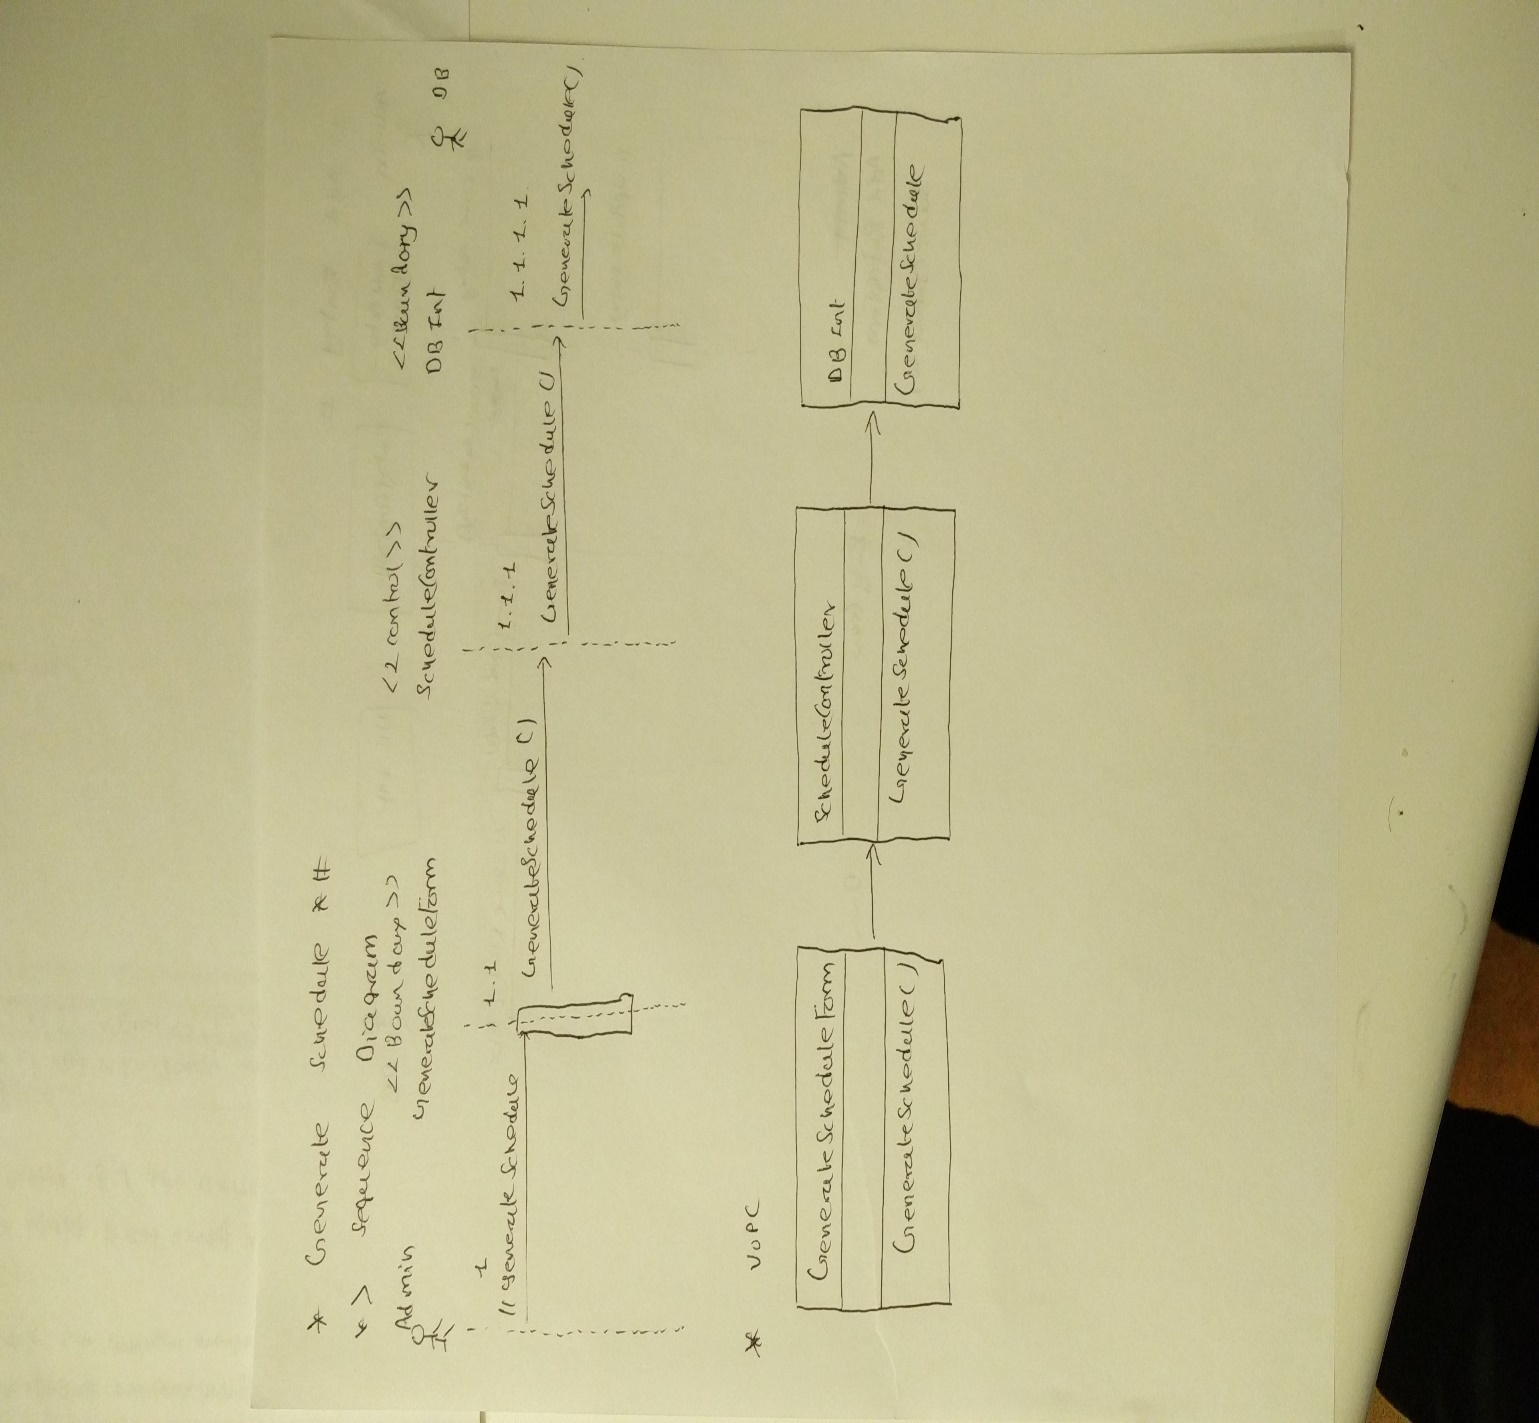 * Generate Schedule * #
*> Sequence Diagram
Admin
<<Boundary>>
GenerateScheduleForm
<<control>>
ScheduleController
<<Boundary>>
DB Int
DB
1
// generate Schedule
1.1
GenerateSchedule ()
1.1.1
GenerateSchedule ()
1.1.1.1
GenerateSchedule()
* VOPC
GenerateScheduleForm
GenerateSchedule()
ScheduleController
GenerateSchedule()
DB Int
GenerateSchedule